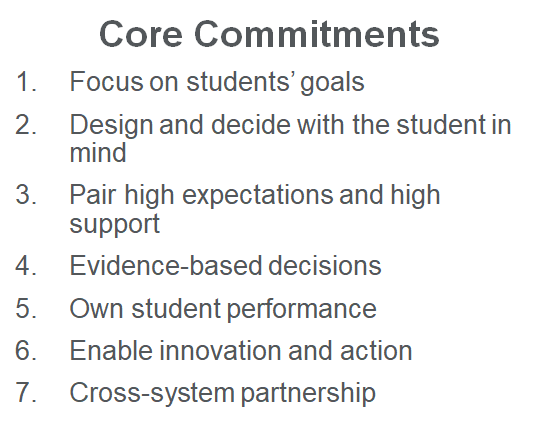 Core Commitments
1. Focus on students’ goals
2. Design and decide with the student in
mind
3. Pair high expectations and high
support
4. Evidence-based decisions
5. Own student performance
6. Enable innovation and action
7. Cross-system partnership